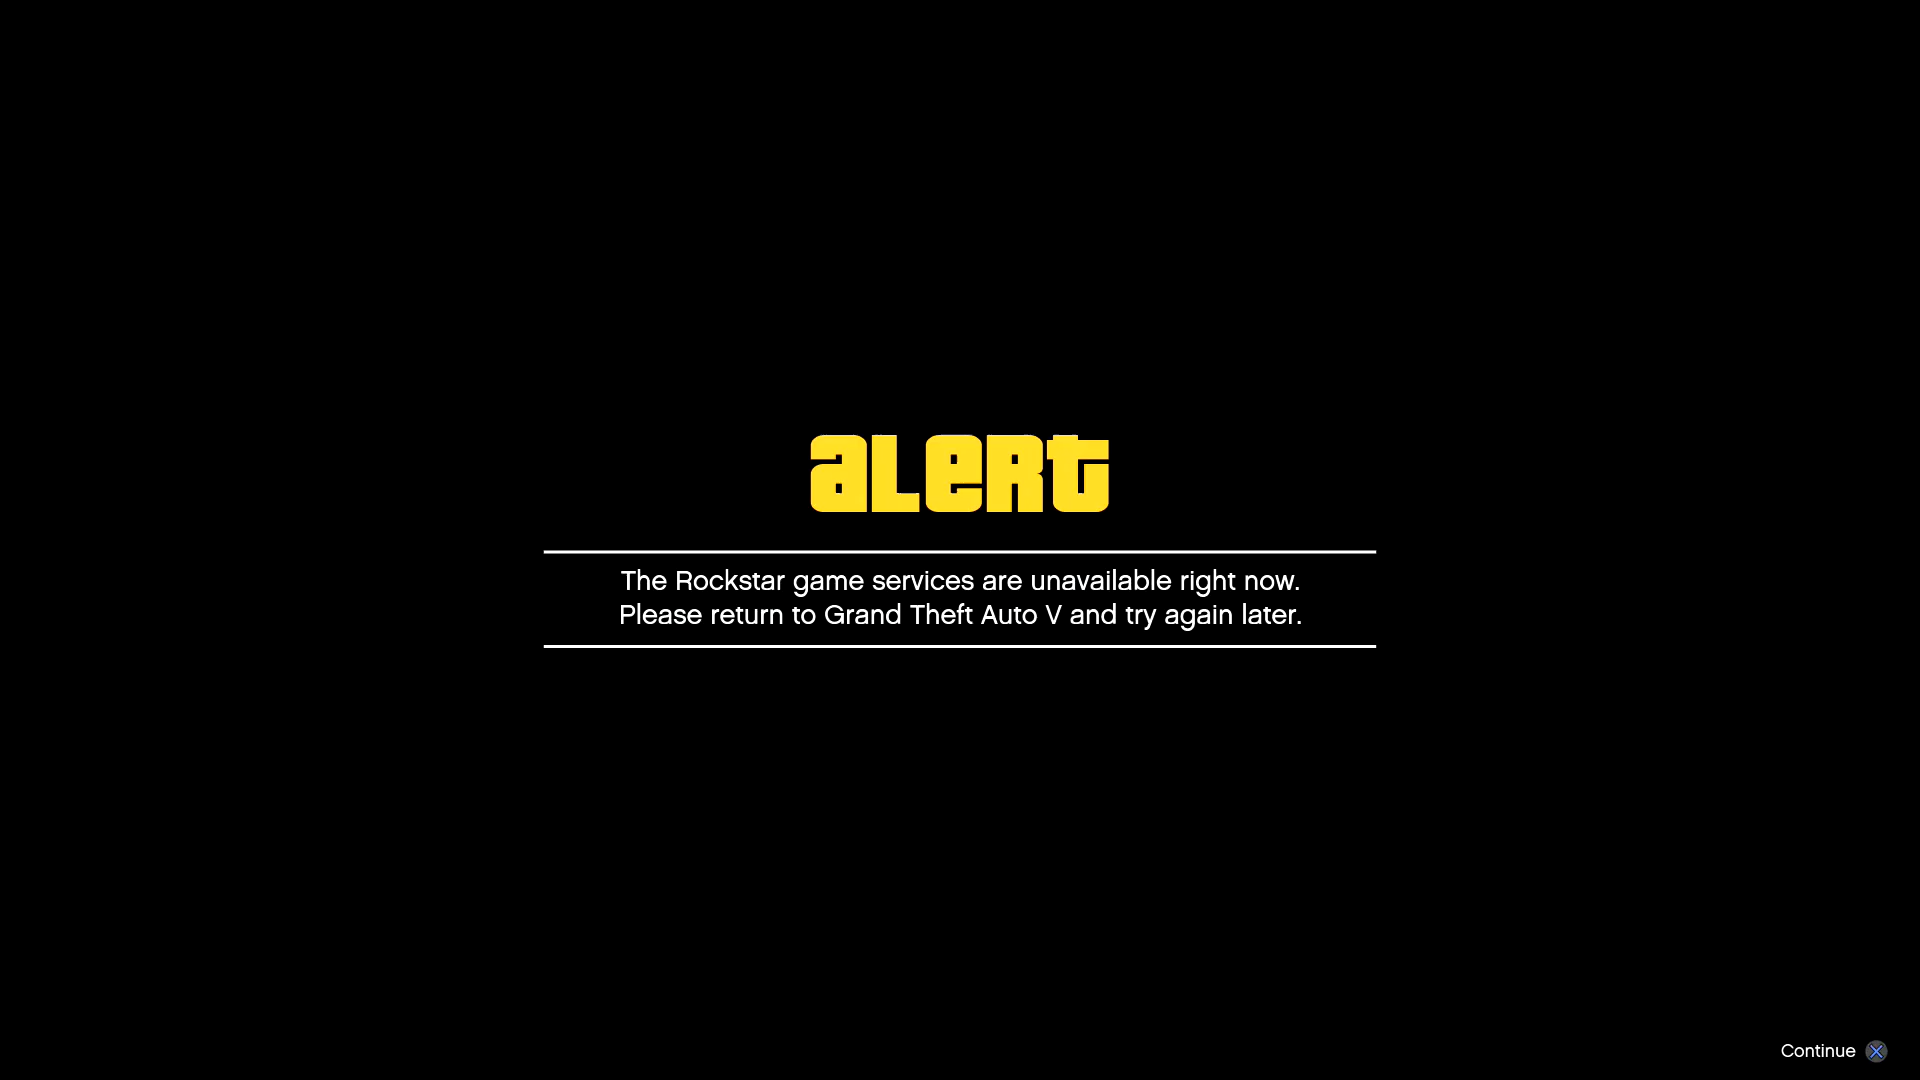 aLeRt
The Rockstar game services are unavailable right now.
Please return to Grand Theft Auto V and try again later.
Continue